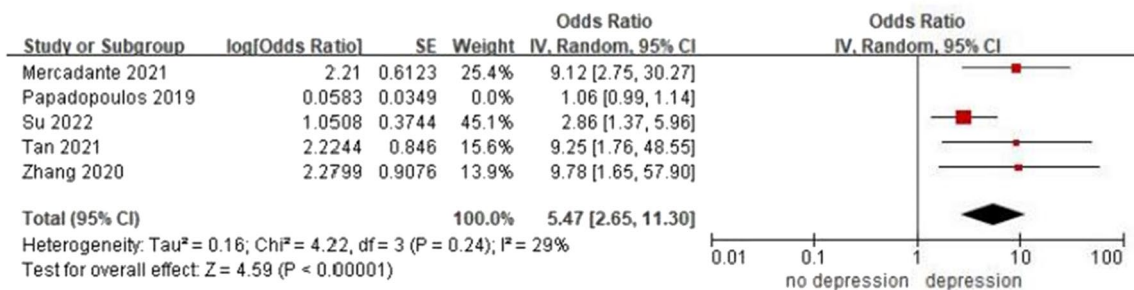 Odds Ratio Odds Ratio
Study or Subgroup log[Odds Ratio] SE Weight IV, Random, 95% CI IV, Random, 95% CI
Mercadante 2021 2.21 0.6123 25.4% 9.12 [2.75, 30.27]
Papadopoulos 2019 0.0583 0.0349 0.0% 1.06 [0.99, 1.14]
Su 2022 1.0508 0.3744 45.1% 2.86 [1.37, 5.96]
Tan 2021 2.2244 0.846 15.6% 9.25 [1.76, 48.55]
Zhang 2020 2.2799 0.9076 13.9% 9.78 [1.65, 57.90]
Total (95% CI) 100.0% 5.47 [2.65, 11.30]
Heterogeneity: Tau² = 0.16; Chi² = 4.22, df = 3 (P = 0.24); I² = 29%
Test for overall effect: Z = 4.59 (P < 0.00001)
0.01 0.1 1 10 100
no depression depression